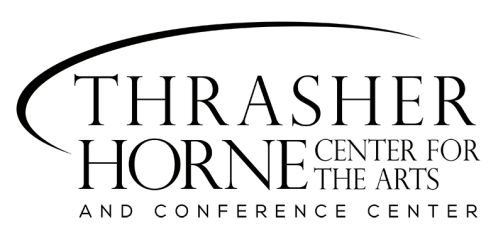 THRASHER
HORNE CENTER FOR
THE ARTS
AND CONFERENCE CENTER